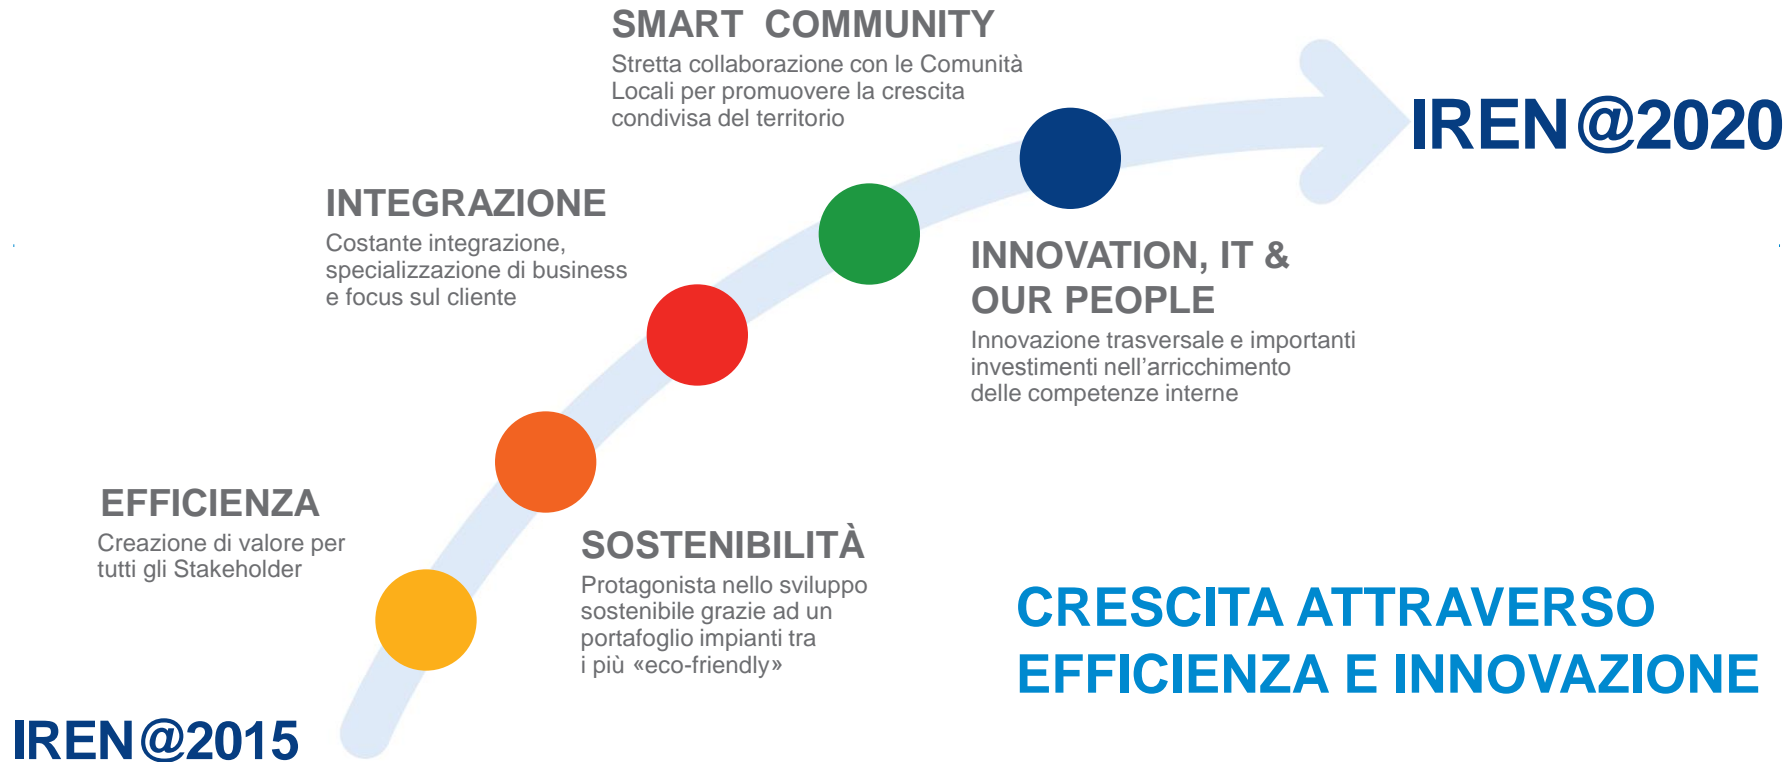 SMART COMMUNITY
Stretta collaborazione con le Comunità
Locali per promuovere la crescita
condivisa del territorio
IREN@2020
INTEGRAZIONE
Costante integrazione,
specializzazione di business
e focus sul cliente
INNOVATION, IT &
OUR PEOPLE
Innovazione trasversale e importanti
investimenti nell’arricchimento
delle competenze interne
EFFICIENZA
Creazione di valore per
tutti gli Stakeholder
SOSTENIBILITÀ
Protagonista nello sviluppo
sostenibile grazie ad un
portafoglio impianti tra
i più «eco-friendly»
CRESCITA ATTRAVERSO
EFFICIENZA E INNOVAZIONE
IREN@2015